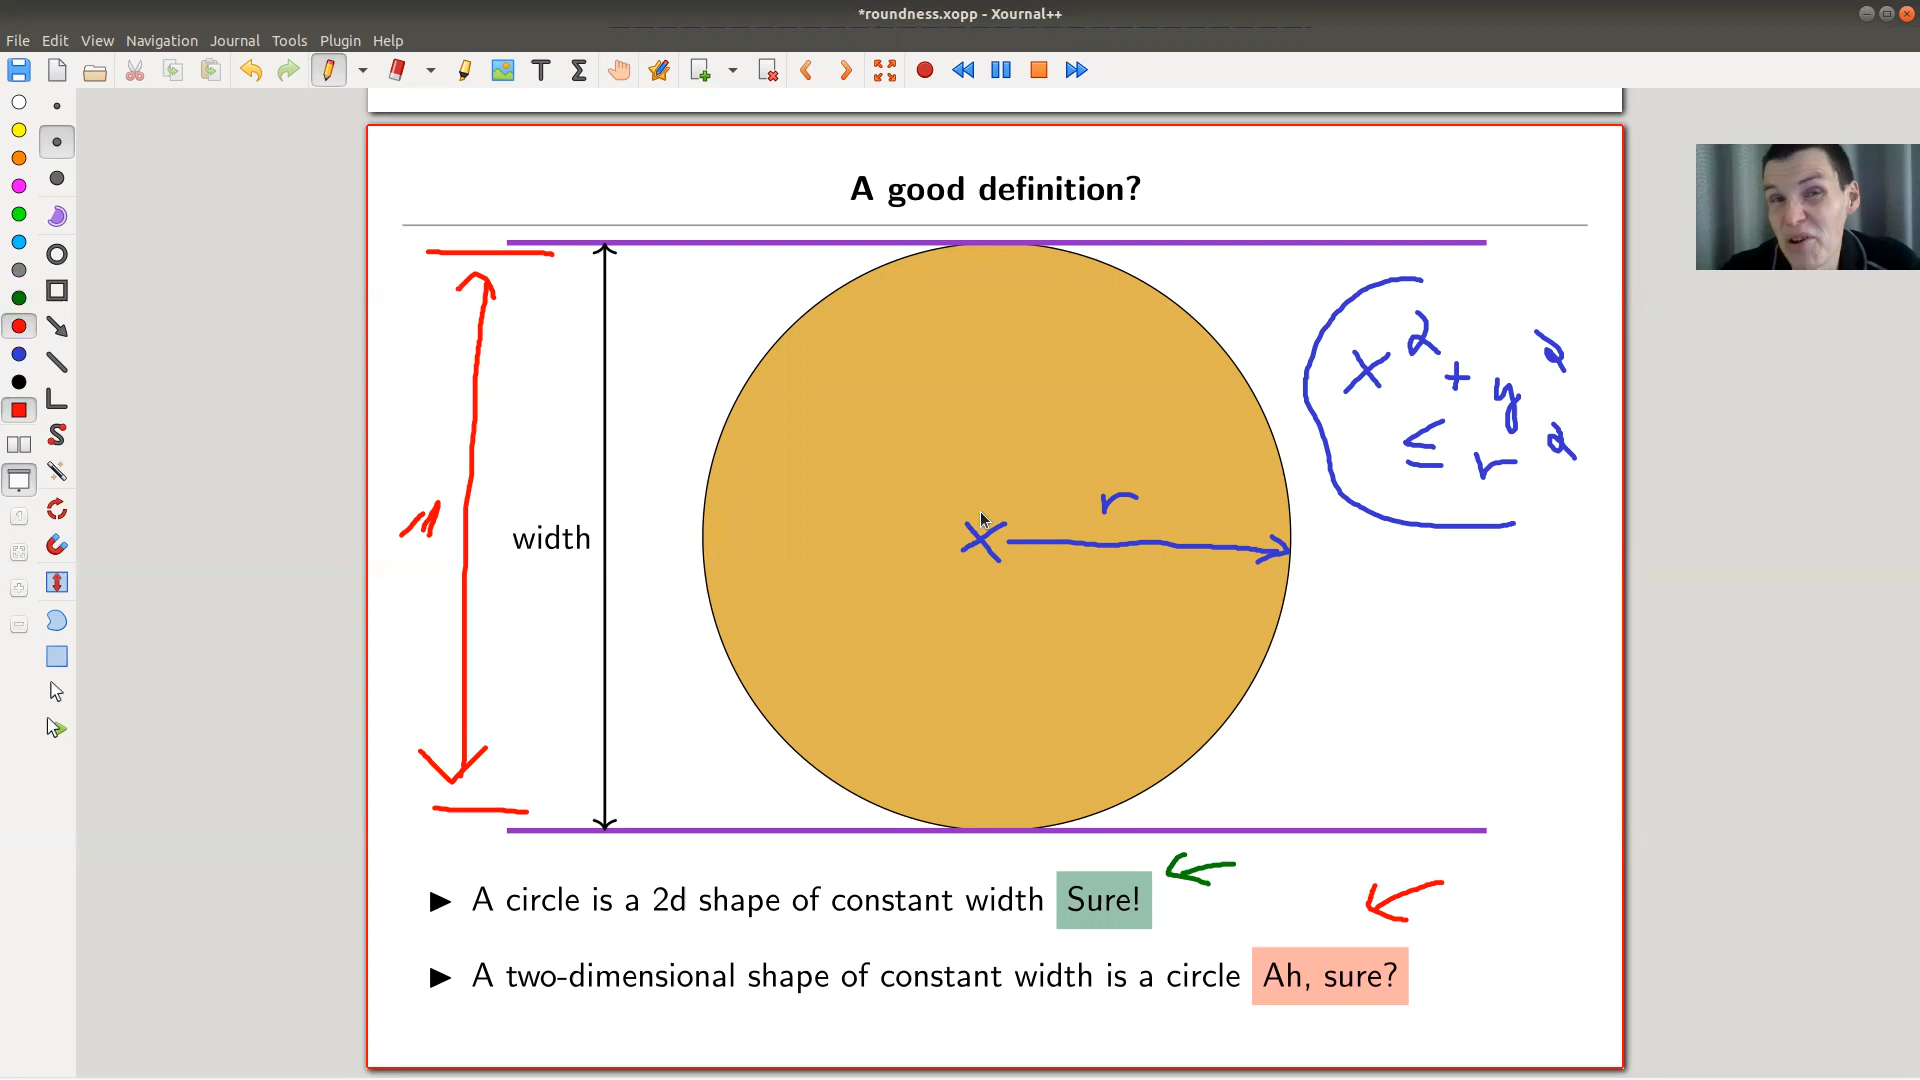 *roundness.xopp - Xournal++
File Edit View Navigation Journal Tools Plugin Help
A good definition?
x² + y²
≤ r²
r
width
▶ A circle is a 2d shape of constant width Sure!
▶ A two-dimensional shape of constant width is a circle Ah, sure?